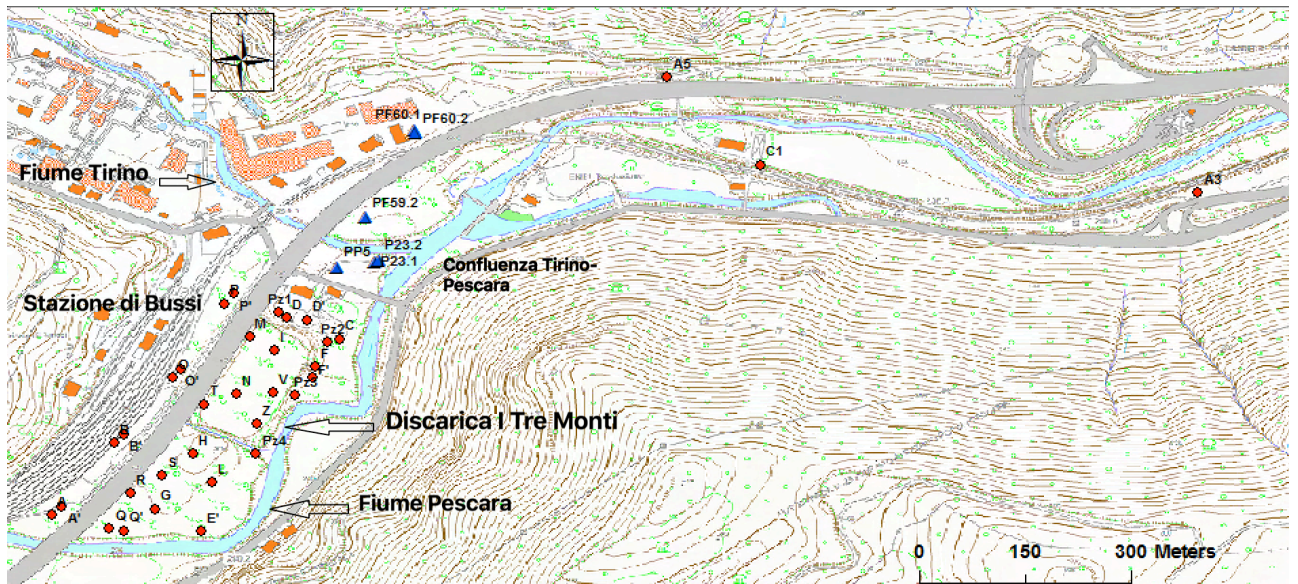 N
A5
PF60.1
PF60.2
C1
Fiume Tirino
A3
PF59.2
P23.2
PP5
P23.1
Confluenza Tirino-
Pescara
Stazione di Bussi
P'
Pz1
D
D'
M
Pz2
C
I
F
O
F'
O'
T
N
V
Pz3
Discarica I Tre Monti
Z
B
B'
H
Pz4
S
L
R
Fiume Pescara
G
A
A'
Q
Q'
E'
0
150
300 Meters